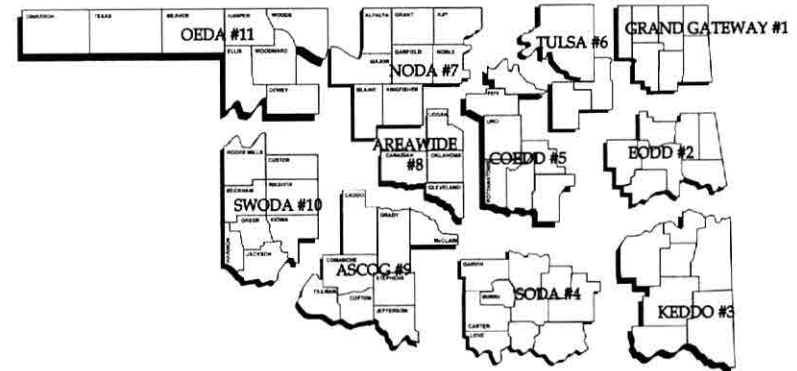 OEDA #11
CIMARRON
TEXAS
BEAVER
HARPER
WOODS
ELLIS
WOODWARD
DEWEY
NODA #7
ALFALFA
GRANT
KAY
MAJOR
GARFIELD
NOBLE
BLAINE
KINGFISHER
TULSA #6
GRAND GATEWAY #1
AREAWIDE
#8
LOGAN
CANADIAN
OKLAHOMA
CLEVELAND
COEDD #5
LINCOLN
EODD #2
SWODA #10
ROGER MILLS
CUSTER
BECKHAM
WASHITA
GREER
KIOWA
HARMON
JACKSON
ASCOG #9
CADDO
GRADY
McCLAIN
COMANCHE
STEPHENS
TILLMAN
COTTON
JEFFERSON
SODA #4
GARVIN
MURRAY
CARTER
LOVE
KEDDO #3